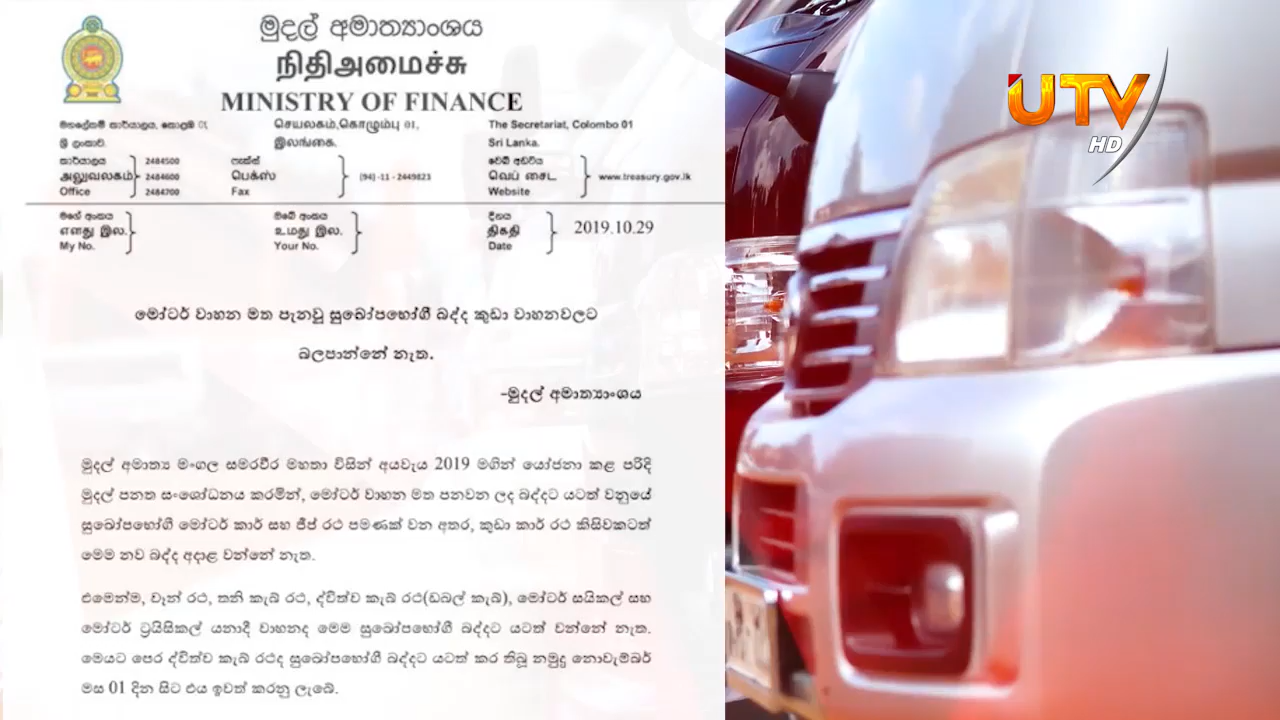 මුදල් අමාත්‍යාංශය
நிதிஅமைச்சு
MINISTRY OF FINANCE
මහලේකම් කාර්යාලය, කොළඹ 01,
ශ්‍රී ලංකාව.
செயலகம்,கொழும்பு 01,
இலங்கை.
The Secretariat, Colombo 01
Sri Lanka.
කාර්යාලය
அலுவலகம்
Office
2484500
2484600
2484700
ෆැක්ස්
பெக்ஸ்
Fax
(94) -11 - 2449823
වෙබ් අඩවිය
வெப் சைட
Website
www.treasury.gov.lk
මගේ අංකය
எனது இல.
My No.
ඔබේ අංකය
உமது இல.
Your No.
දිනය
திகதி
Date
2019.10.29
මෝටර් වාහන මත පැනවූ සුඛෝපභෝගී බද්ද කුඩා වාහනවලට
බලපාන්නේ නැත.
-මුදල් අමාත්‍යාංශය
මුදල් අමාත්‍ය මංගල සමරවීර මහතා විසින් අයවැය 2019 මගින් යෝජනා කළ පරිදි
මුදල් පනත සංශෝධනය කරමින්, මෝටර් වාහන මත පනවන ලද බද්දට යටත් වනුයේ
සුඛෝපභෝගී මෝටර් කාර් සහ ජීප් රථ පමණක් වන අතර, කුඩා කාර් රථ කිසිවකටත්
මෙම නව බද්ද අදාළ වන්නේ නැත.
එමෙන්ම, වෑන් රථ, තනි කැබ් රථ, ද්විත්ව කැබ් රථ(ඩබල් කැබ්), මෝටර් සයිකල් සහ
මෝටර් ට්‍රයිසිකල් යනාදී වාහනද මෙම සුඛෝපභෝගී බද්දට යටත් වන්නේ නැත.
මෙයට පෙර ද්විත්ව කැබ් රථද සුඛෝපභෝගී බද්දට යටත් කර තිබූ නමුදු නොවැම්බර්
මස 01 දින සිට එය ඉවත් කරනු ලැබේ.
UTV
HD